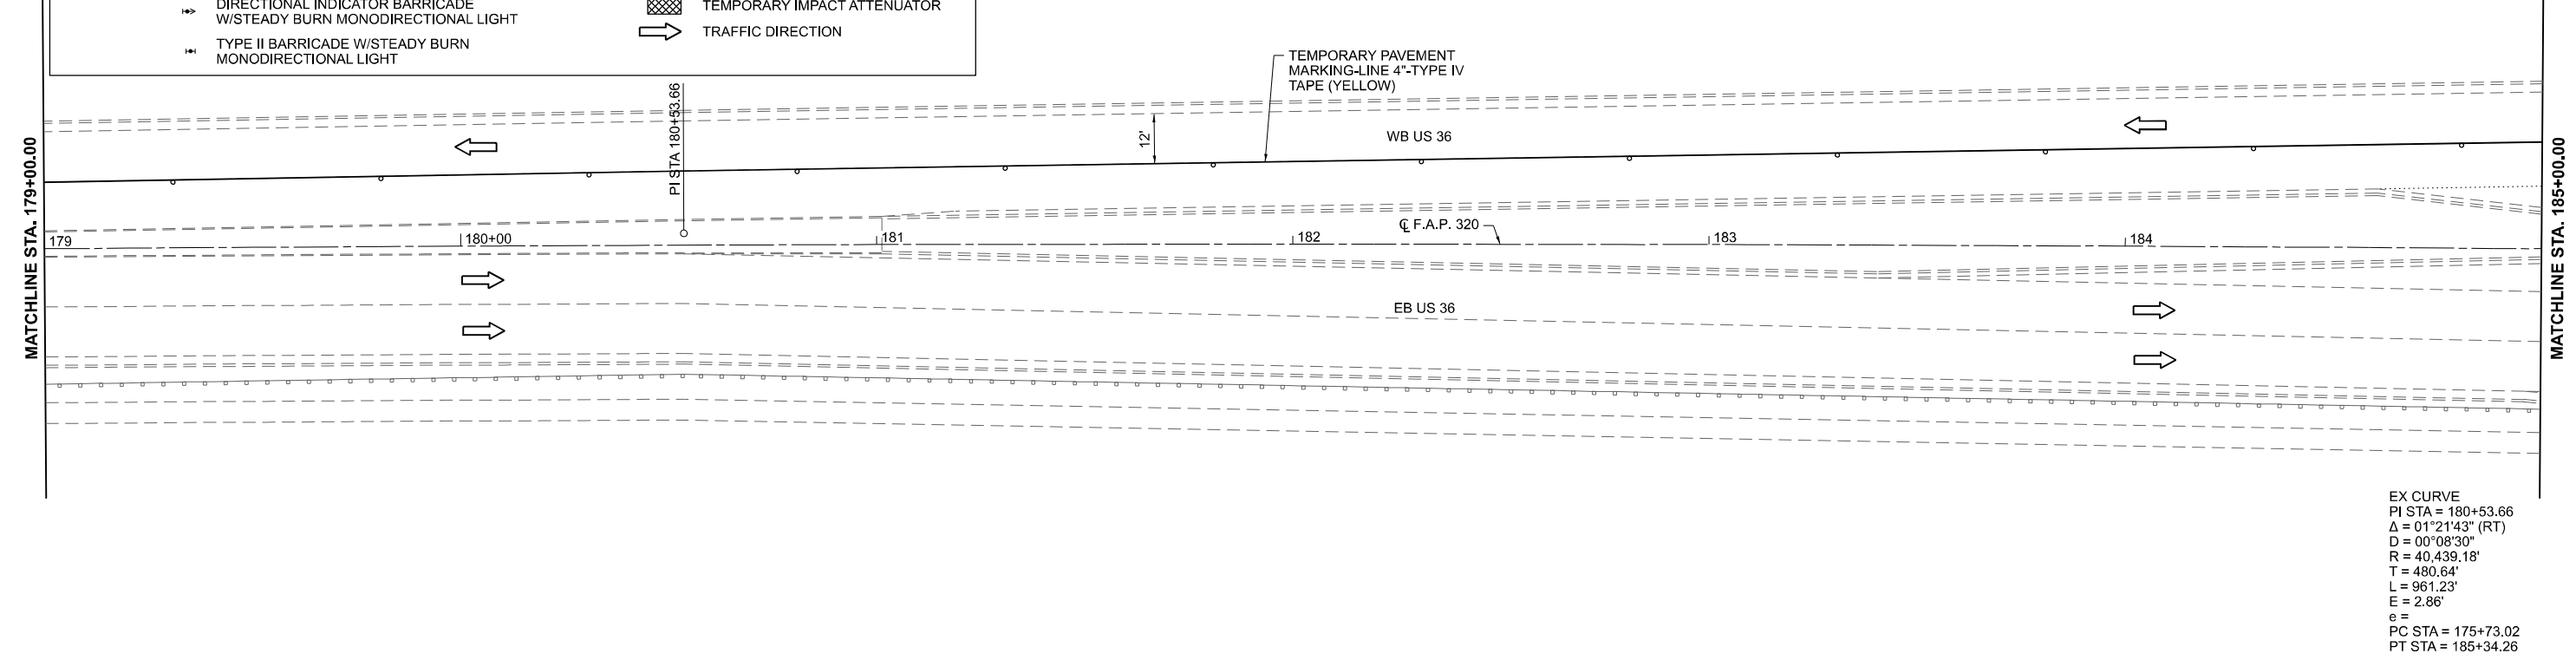 DIRECTIONAL INDICATOR BARRICADE
W/STEADY BURN MONODIRECTIONAL LIGHT
TYPE II BARRICADE W/STEADY BURN
MONODIRECTIONAL LIGHT
TEMPORARY IMPACT ATTENUATOR
TRAFFIC DIRECTION
TEMPORARY PAVEMENT
MARKING-LINE 4"-TYPE IV
TAPE (YELLOW)
MATCHLINE STA. 179+00.00
PI STA 180+53.66
12'
WB US 36
MATCHLINE STA. 185+00.00
℄ F.A.P. 320
179
180+00
181
182
183
184
EB US 36
EX CURVE
PI STA = 180+53.66
Δ = 01°21'43" (RT)
D = 00°08'30"
R = 40,439.18'
T = 480.64'
L = 961.23'
E = 2.86'
e =
PC STA = 175+73.02
PT STA = 185+34.26